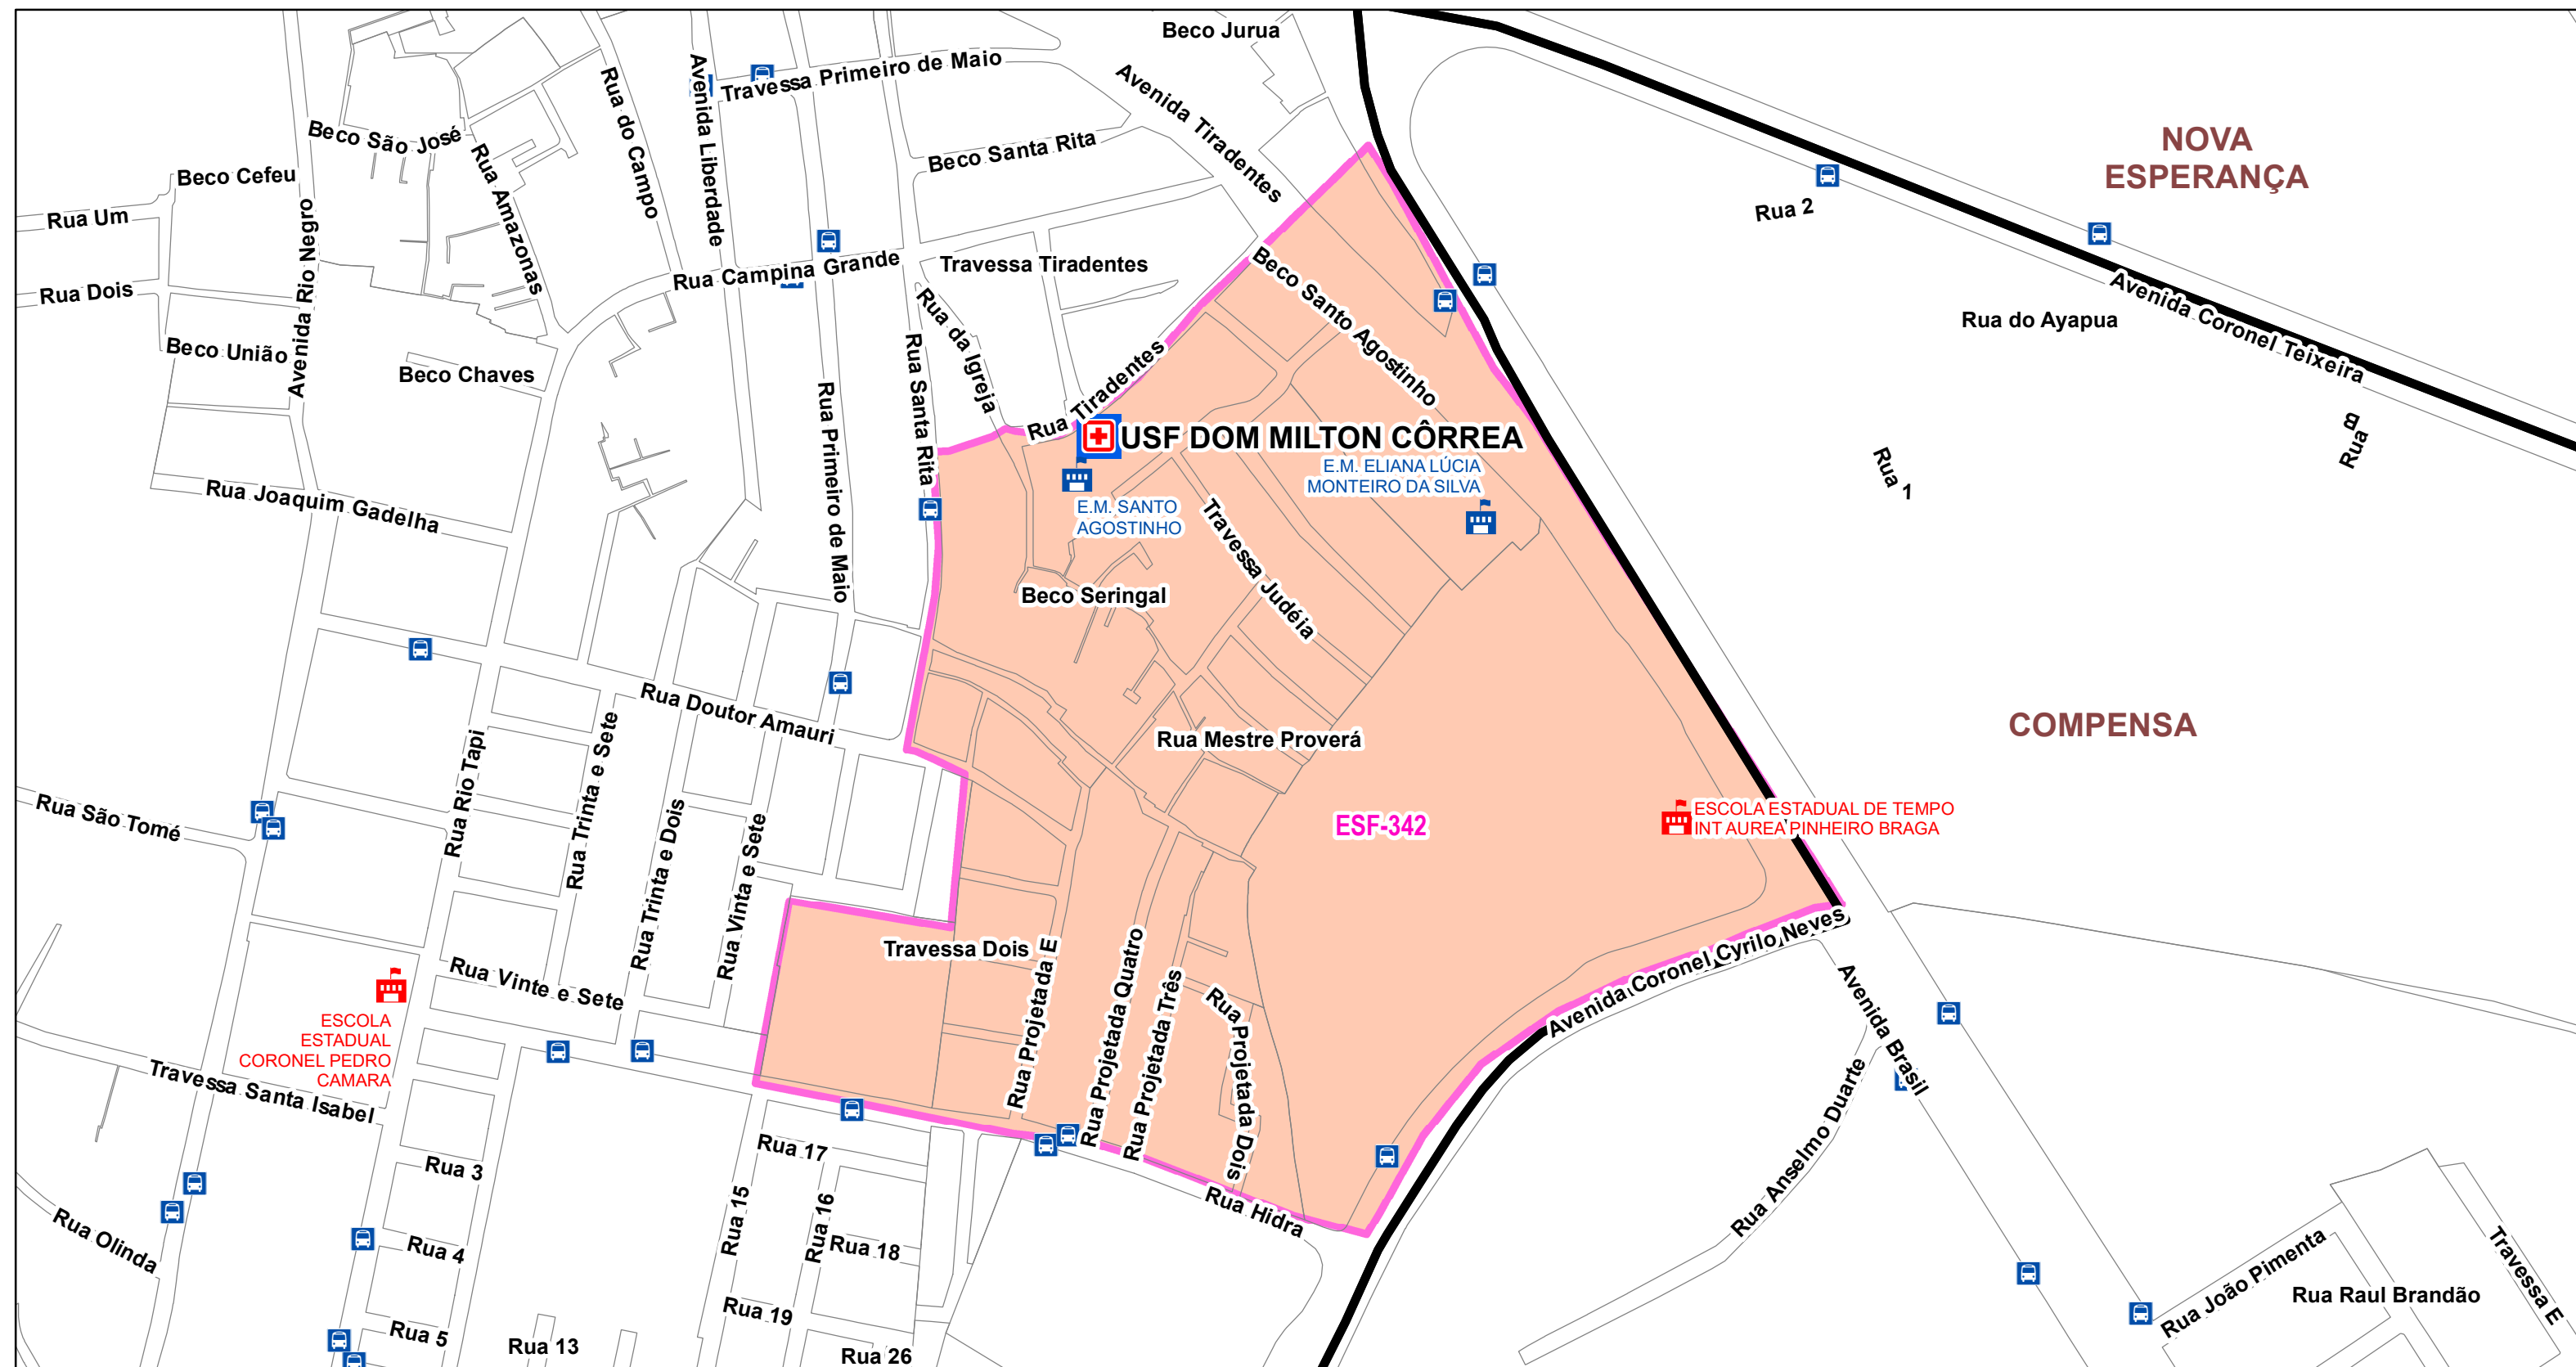 Beco Jurua
Travessa Primeiro de Maio
Avenida Tiradentes
Avenida Liberdade
Rua do Campo
Beco São José
Rua Amazonas
Beco Cefeu
Beco Santa Rita
NOVA
ESPERANÇA
Rua 2
Rua Um
Avenida Rio Negro
Rua Dois
Rua Campina Grande
Travessa Tiradentes
Beco Santo Agostinho
Avenida Coronel Teixeira
Rua do Ayapua
Beco União
Beco Chaves
Rua da Igreja
Rua Santa Rita
Rua Primeiro de Maio
Rua Tiradentes
USF DOM MILTON CÔRREA
E.M. ELIANA LÚCIA
MONTEIRO DA SILVA
E.M. SANTO
AGOSTINHO
Rua 1
Rua B
Rua Joaquim Gadelha
Travessa Judéia
Beco Seringal
Rua Doutor Amauri
Rua Mestre Proverá
COMPENSA
Rua São Tomé
Rua Rio Tapi
Rua Trinta e Sete
Rua Trinta e Dois
Rua Vinta e Sete
ESF-342
ESCOLA ESTADUAL DE TEMPO
INT AUREA PINHEIRO BRAGA
Travessa Dois
Rua Projetada E
Rua Projetada Quatro
Rua Projetada Três
Rua Projetada Dois
Avenida Coronel Cyrilo Neves
Avenida Brasil
Rua Vinte e Sete
ESCOLA
ESTADUAL
CORONEL PEDRO
CAMARA
Travessa Santa Isabel
Rua Anselmo Duarte
Rua 17
Rua 3
Rua 15
Rua 16
Rua Hidra
Rua Olinda
Rua 4
Rua 18
Rua João Pimenta
Rua Raul Brandão
Travessa E
Rua 19
Rua 5
Rua 13
Rua 26